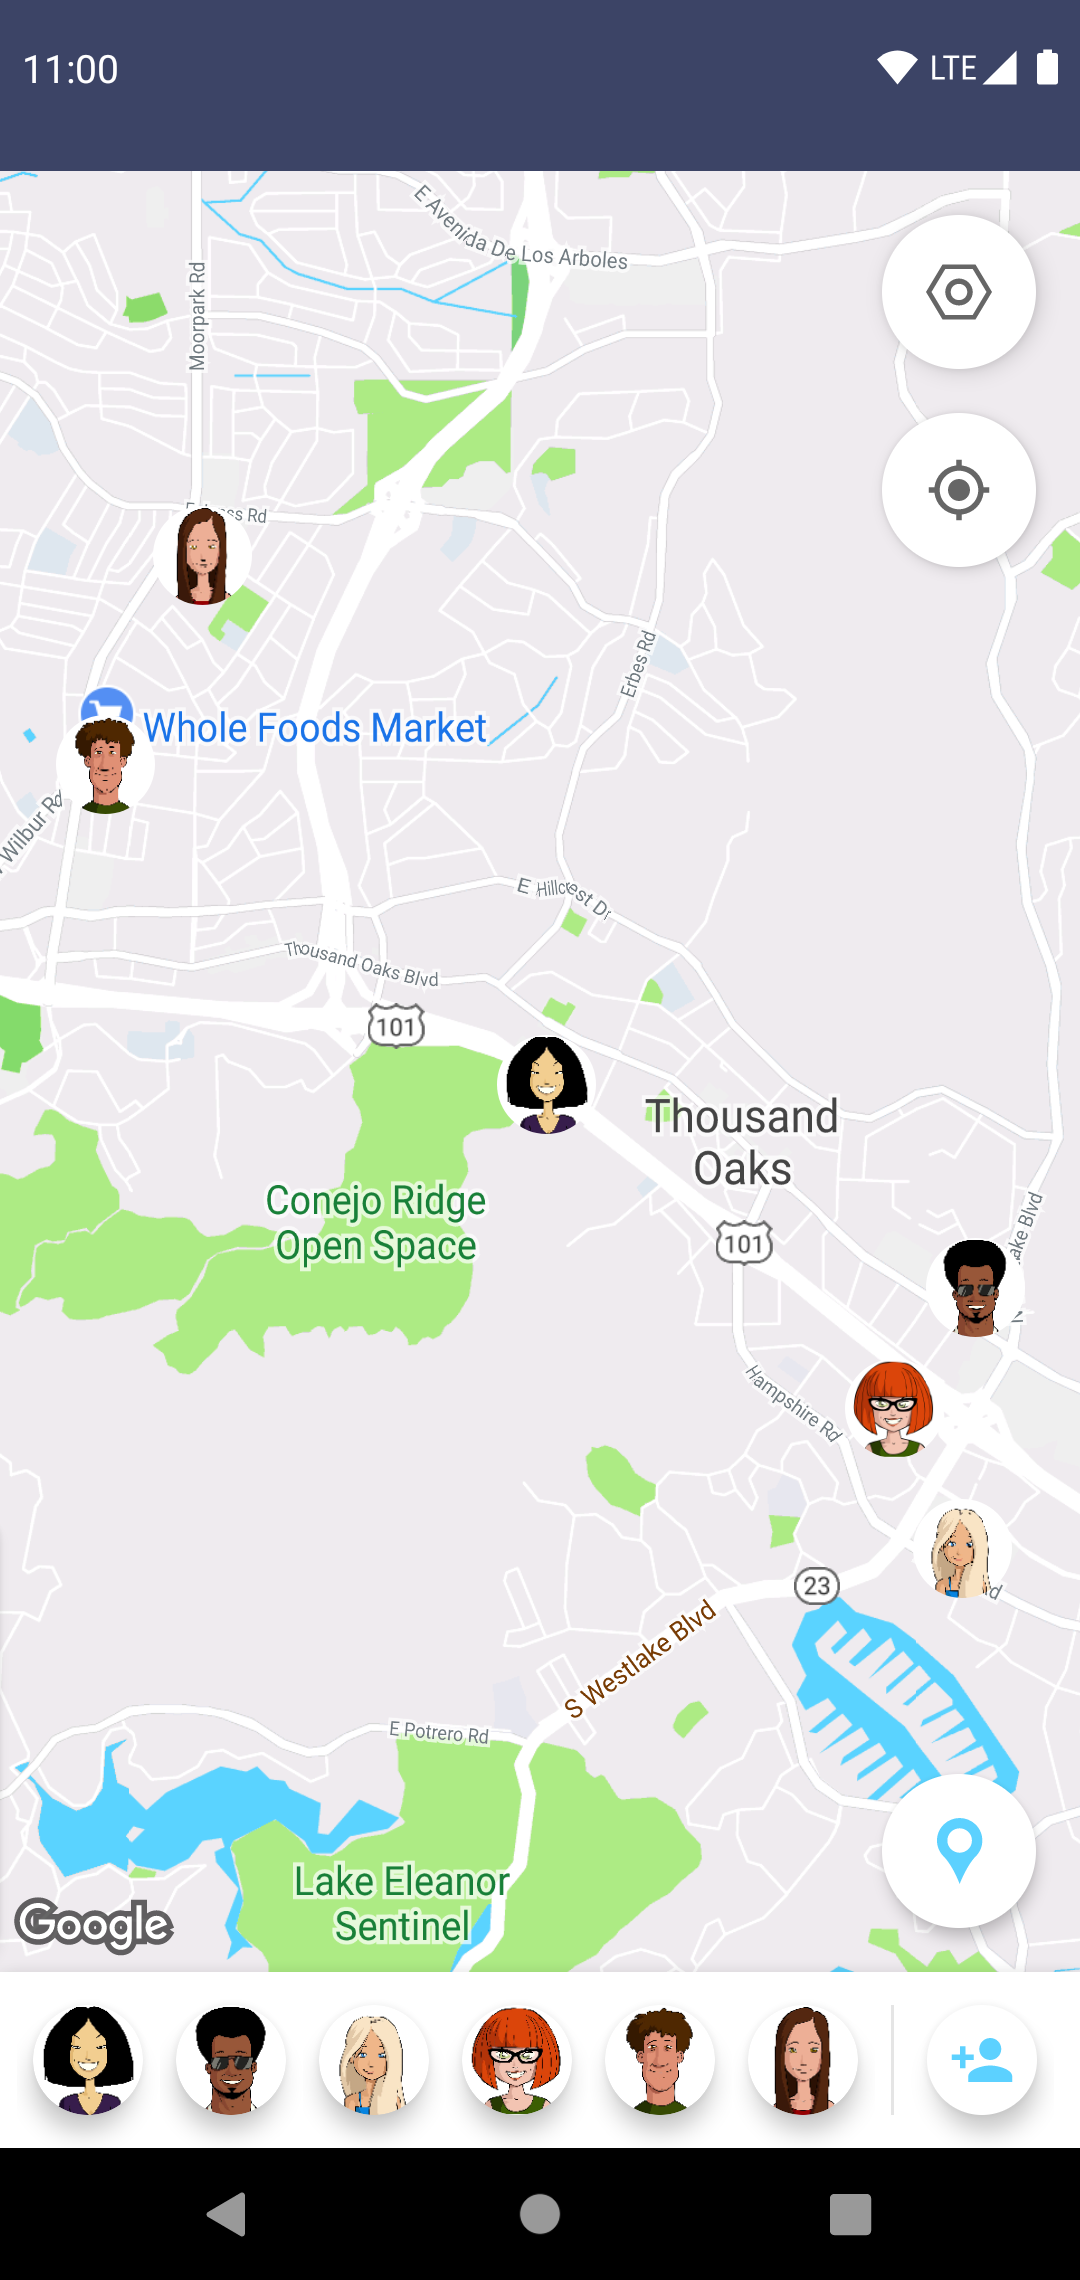 11:00
LTE
E Avenida De Los Arboles
Moorpark Rd
Rd
Erbes Rd
Whole Foods Market
Wilbur Rd
E Hillcrest Dr
Thousand Oaks Blvd
101
Thousand
Oaks
Conejo Ridge
Open Space
101
Blvd
Hampshire Rd
23
S Westlake Blvd
E Potrero Rd
Lake Eleanor
Sentinel
Google